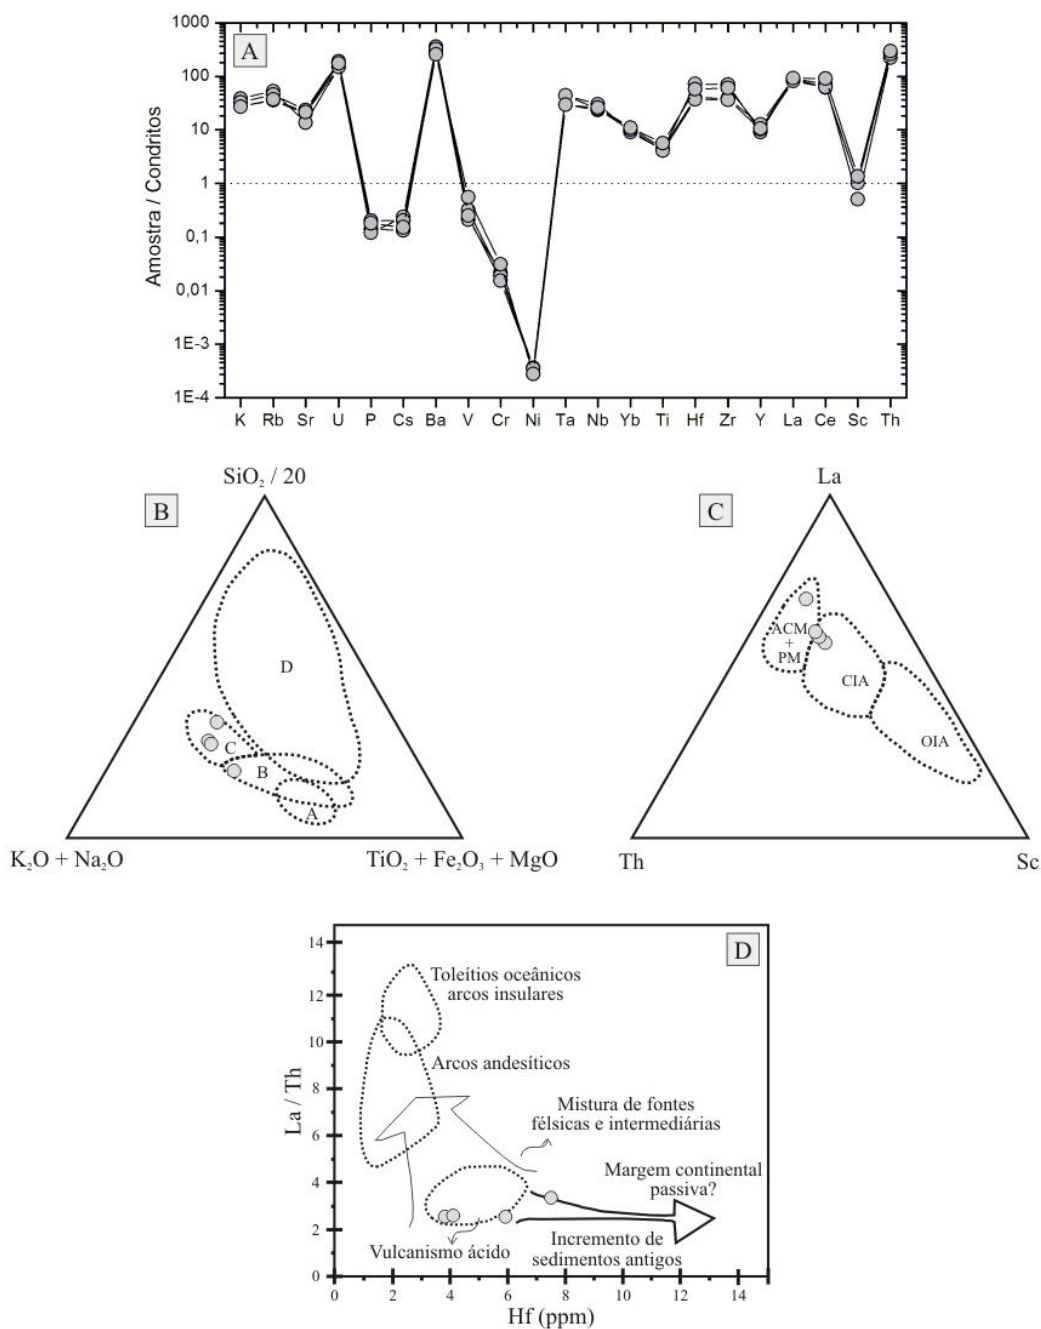 A
1000
100
10
1
0,1
0,01
1E-3
1E-4
Amostra / Condritos
K Rb Sr U P Cs Ba V Cr Ni Ta Nb Yb Ti Hf Zr Y La Ce Sc Th
SiO₂ / 20
B
D
C
B
A
K₂O + Na₂O
TiO₂ + Fe₂O₃ + MgO
La
C
ACM
+
PM
CIA
OIA
Th
Sc
D
14
12
10
8
6
4
2
0
La / Th
Toleítios oceânicos
arcos insulares
Arcos andesíticos
Mistura de fontes
félsicas e intermediárias
Margem continental
passiva?
Vulcanismo ácido
Incremento de
sedimentos antigos
0 2 4 6 8 10 12 14
Hf (ppm)